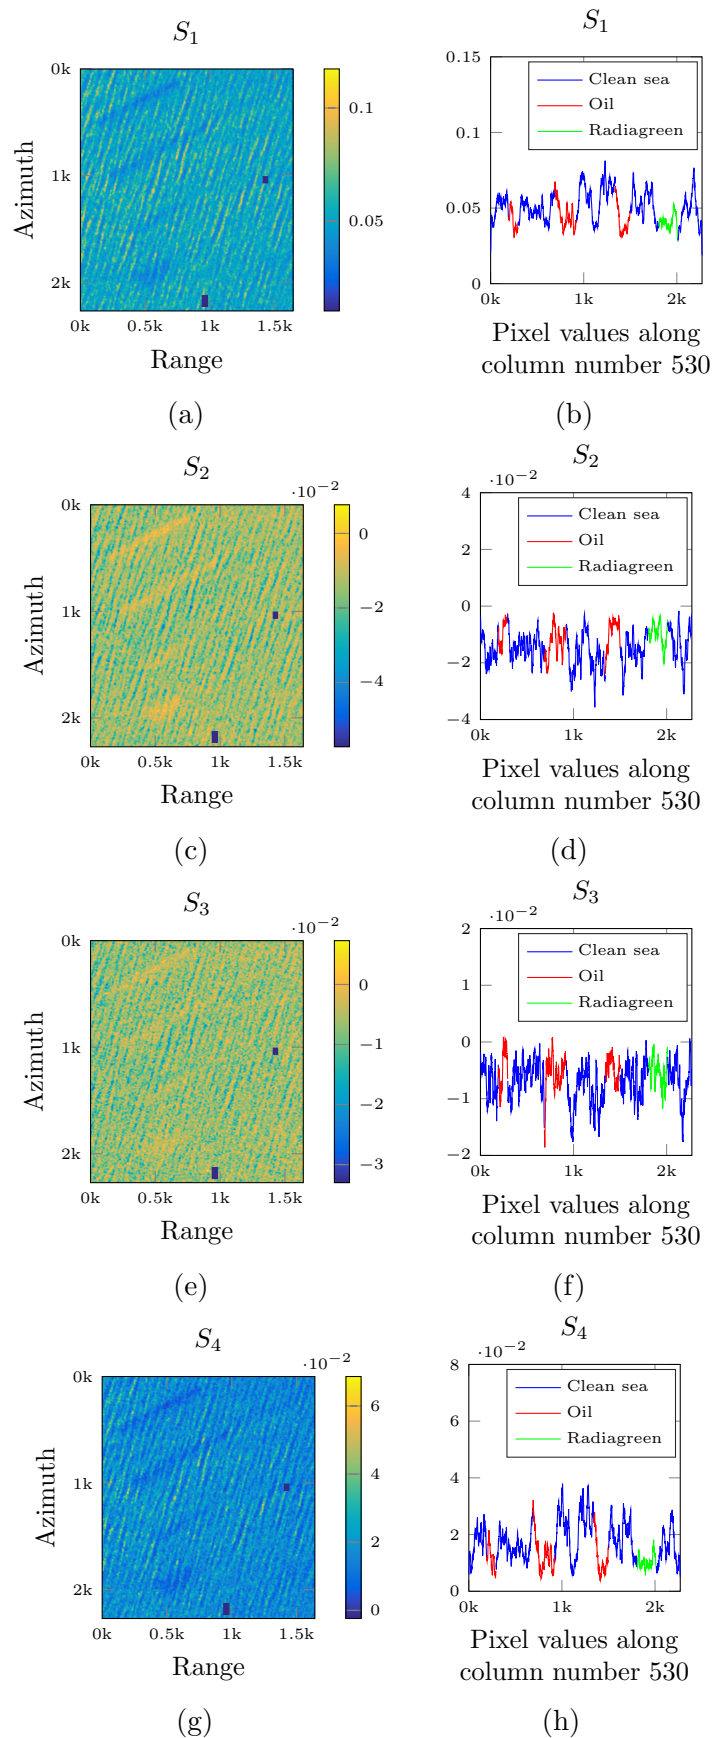 S₁
0k
1k
2k
Azimuth
0k 0.5k 1k 1.5k
Range
0.1
0.05
(a)
S₁
0.15
0.1
0.05
0
Clean sea
Oil
Radiagreen
0k 1k 2k
Pixel values along
column number 530
(b)
S₂
·10⁻²
0k
1k
2k
Azimuth
0k 0.5k 1k 1.5k
Range
0
−2
−4
(c)
S₂
·10⁻²
4
2
0
−2
−4
Clean sea
Oil
Radiagreen
0k 1k 2k
Pixel values along
column number 530
(d)
S₃
·10⁻²
0k
1k
2k
Azimuth
0k 0.5k 1k 1.5k
Range
0
−1
−2
−3
(e)
S₃
·10⁻²
2
1
0
−1
−2
Clean sea
Oil
Radiagreen
0k 1k 2k
Pixel values along
column number 530
(f)
S₄
·10⁻²
0k
1k
2k
Azimuth
0k 0.5k 1k 1.5k
Range
6
4
2
0
(g)
S₄
·10⁻²
8
6
4
2
0
Clean sea
Oil
Radiagreen
0k 1k 2k
Pixel values along
column number 530
(h)